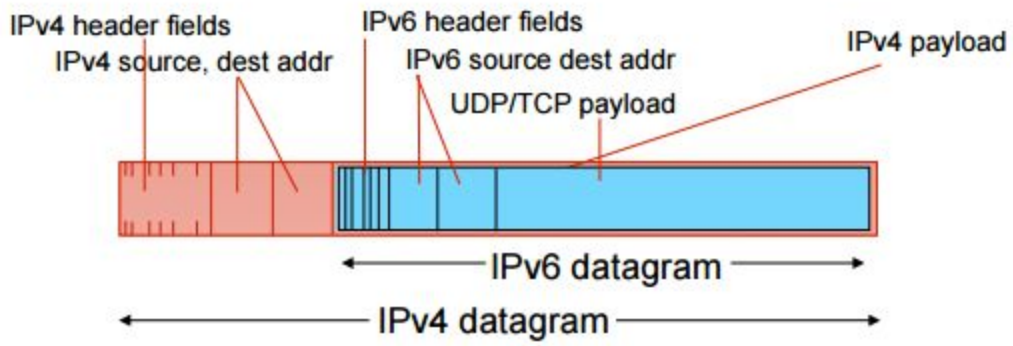 IPv4 header fields
IPv4 source, dest addr
IPv6 header fields
IPv6 source dest addr
UDP/TCP payload
IPv4 payload
IPv6 datagram
IPv4 datagram